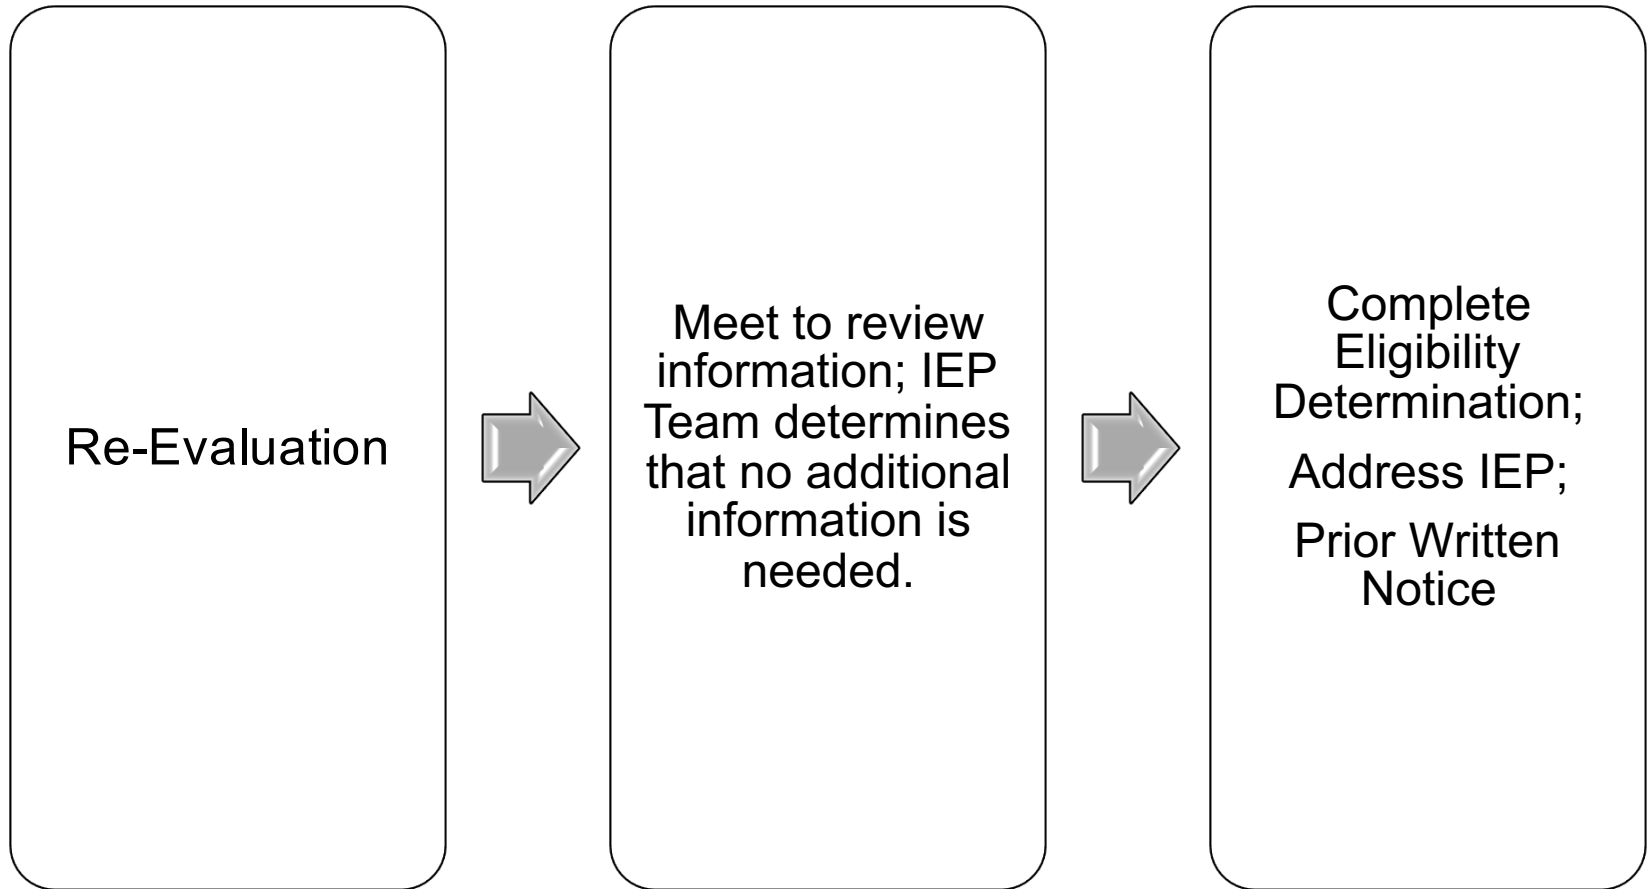 Re-Evaluation
Meet to review
information; IEP
Team determines
that no additional
information is
needed.
Complete
Eligibility
Determination;
Address IEP;
Prior Written
Notice